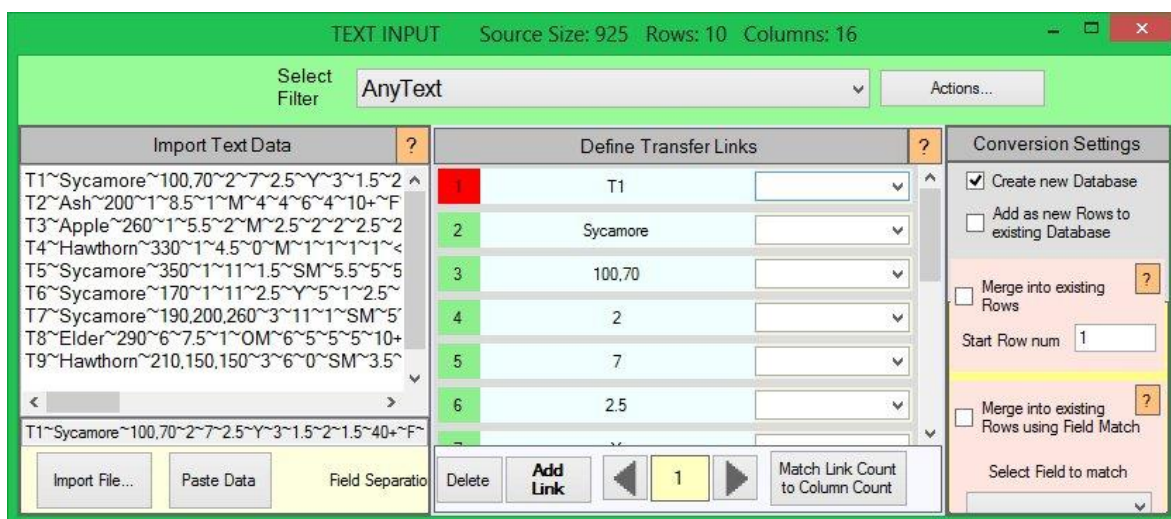 TEXT INPUT Source Size: 925 Rows: 10 Columns: 16
Select
Filter
AnyText
Actions...
Import Text Data
?
T1~Sycamore~100,70~2~7~2.5~Y~3~1.5~2
T2~Ash~200~1~8.5~1~M~4~4~6~4~10+~F
T3~Apple~260~1~5.5~2~M~2.5~2~2~2.5~2
T4~Hawthorn~330~1~4.5~0~M~1~1~1~1~<
T5~Sycamore~350~1~11~1.5~SM~5.5~5~5
T6~Sycamore~170~1~11~2.5~Y~5~1~2.5~
T7~Sycamore~190,200,260~3~11~1~SM~5~
T8~Elder~290~6~7.5~1~OM~6~5~5~5~10+
T9~Hawthorn~210,150,150~3~6~0~SM~3.5~
T1~Sycamore~100,70~2~7~2.5~Y~3~1.5~2~1.5~40+~F~
Import File...
Paste Data
Field Separatio
Define Transfer Links
?
1 T1
2 Sycamore
3 100,70
4 2
5 7
6 2.5
Delete
Add
Link
1
Match Link Count
to Column Count
Conversion Settings
Create new Database
Add as new Rows to
existing Database
?
Merge into existing
Rows
Start Row num 1
?
Merge into existing
Rows using Field Match
Select Field to match